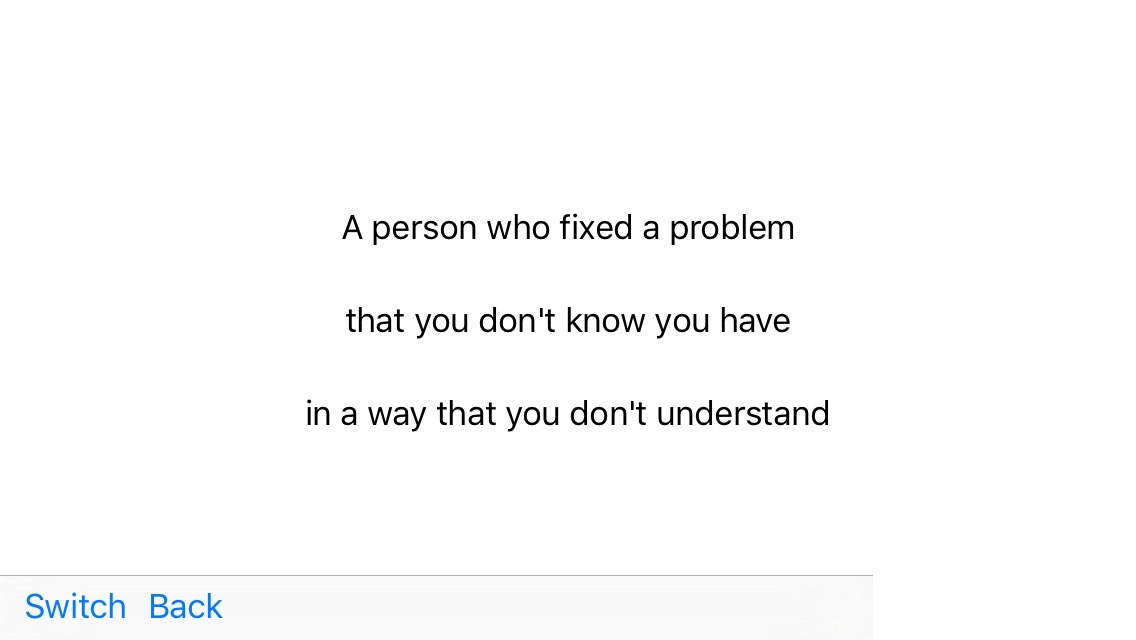 A person who fixed a problem
that you don't know you have
in a way that you don't understand
Switch Back